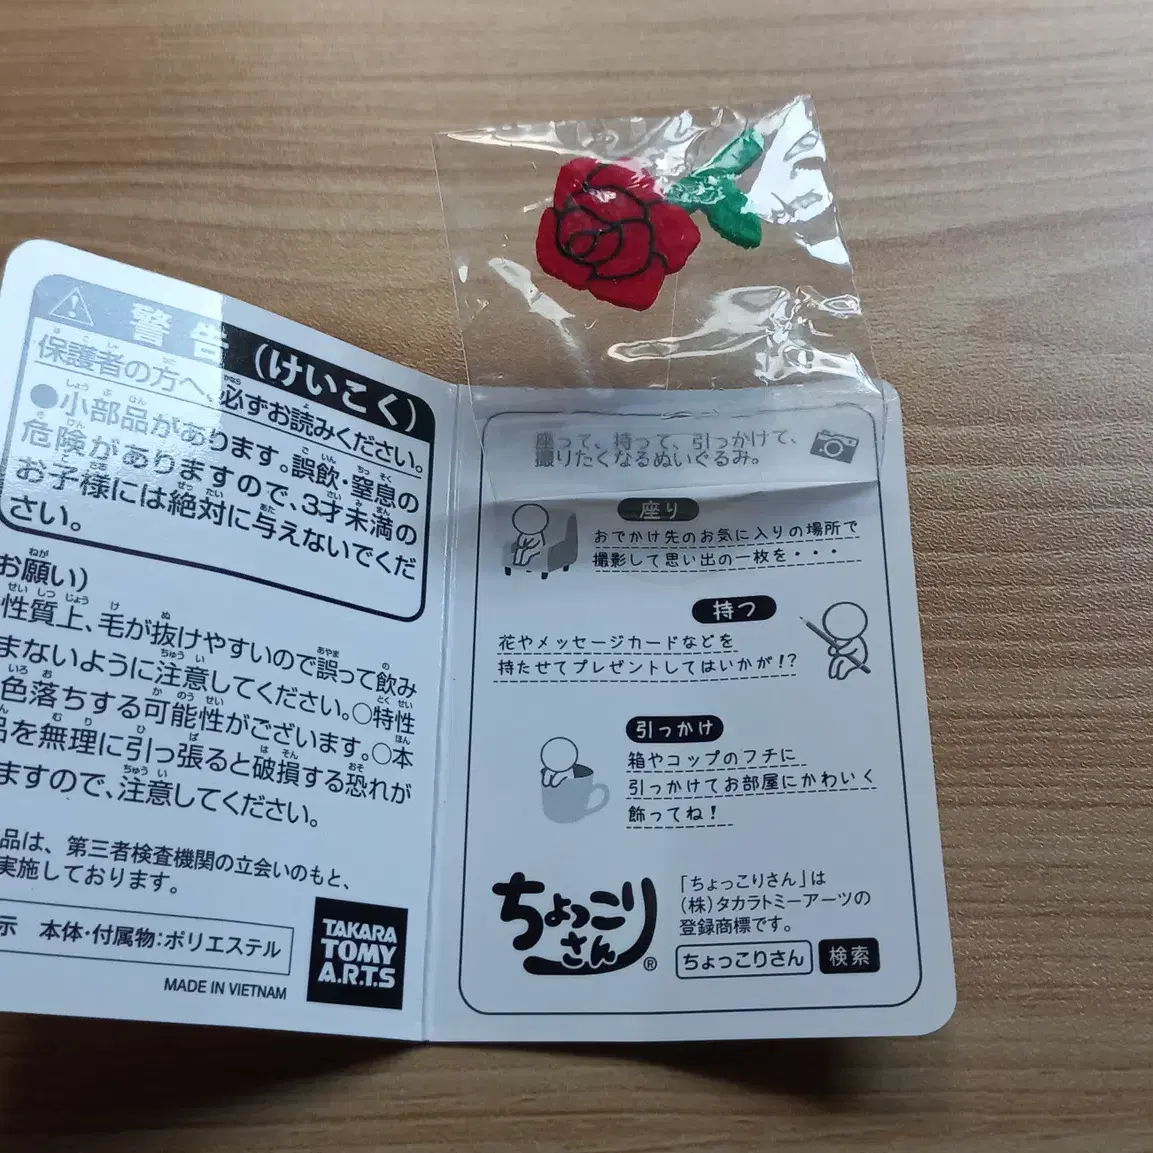 警告(けいこく)
保護者の方へ。必ずお読みください。
●小部品があります。誤飲・窒息の
危険がありますので、3才未満の
お子様には絶対に与えないでくだ
さい。
お願い)
性質上、毛が抜けやすいので誤って飲み
まないように注意してください。○特性
色落ちする可能性がございます。○本
品を無理に引っ張ると破損する恐れが
ますので、注意してください。
品は、第三者検査機関の立会いのもと、
実施しております。
示 本体・付属物:ポリエステル
MADE IN VIETNAM
TAKARA
TOMY
A.R.T.S
座って、持って、引っかけて、
撮りたくなるぬいぐるみ。
座り
おでかけ先のお気に入りの場所で
撮影して思い出の一枚を・・・
持つ
花やメッセージカードなどを
持たせてプレゼントしてはいかが!?
引っかけ
箱やコップのフチに
引っかけてお部屋にかわいく
飾ってね!
ちょっこりさん®
「ちょっこりさん」は
(株)タカラトミーアーツの
登録商標です。
ちょっこりさん 検索